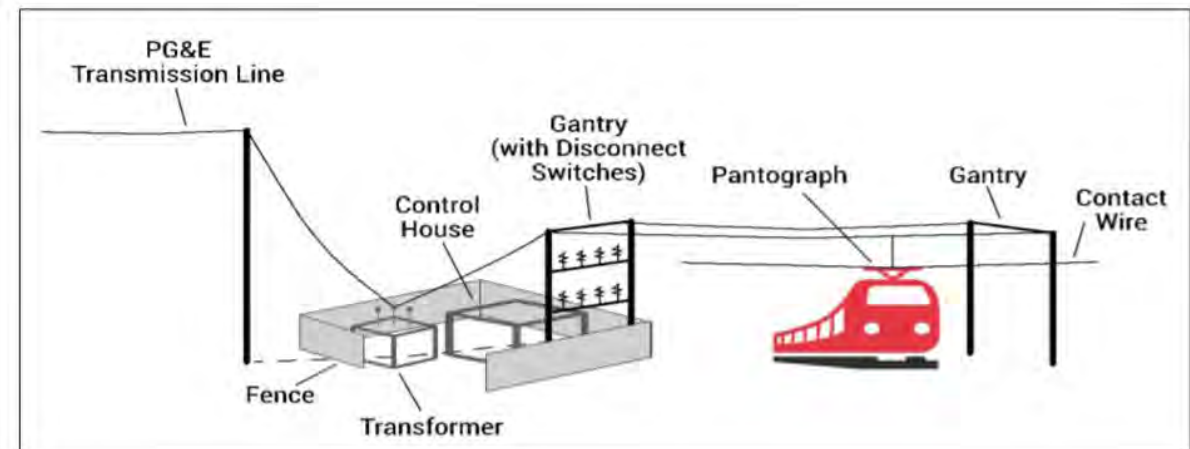 PG&E
Transmission Line
Gantry
(with Disconnect
Switches)
Pantograph
Gantry
Contact
Wire
Control
House
Fence
Transformer